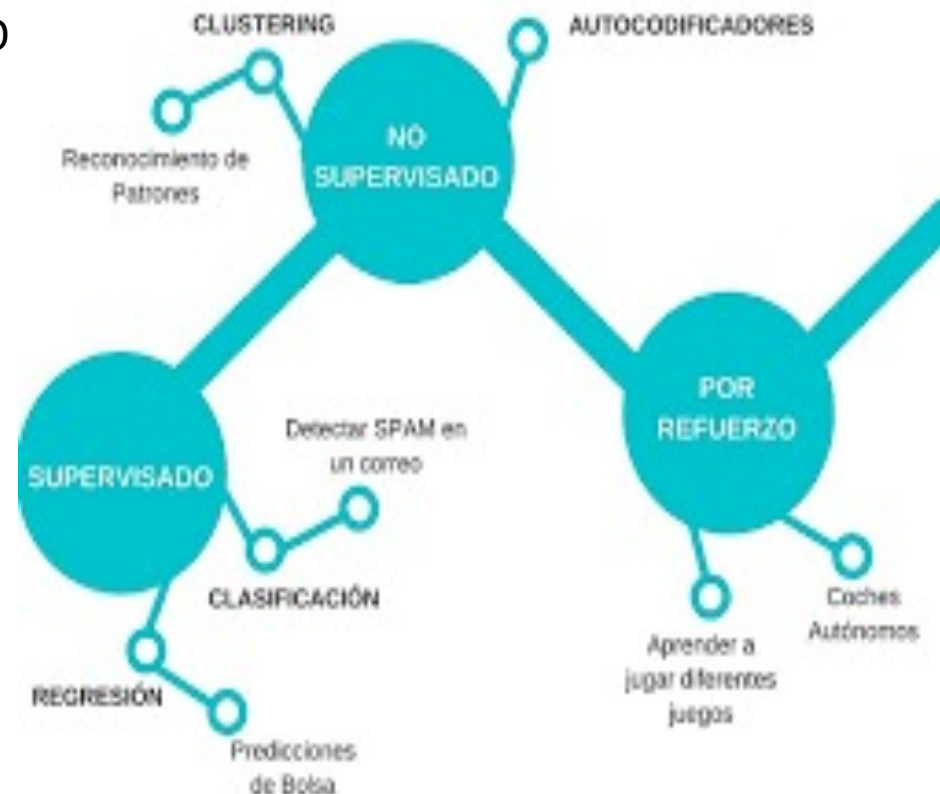 CLUSTERING
Reconocimiento de
Patrones
NO
SUPERVISADO
AUTOCODIFICADORES
SUPERVISADO
Detectar SPAM en
un correo
CLASIFICACIÓN
REGRESIÓN
Predicciones
de Bolsa
POR
REFUERZO
Aprender a
jugar diferentes
juegos
Coches
Autónomos